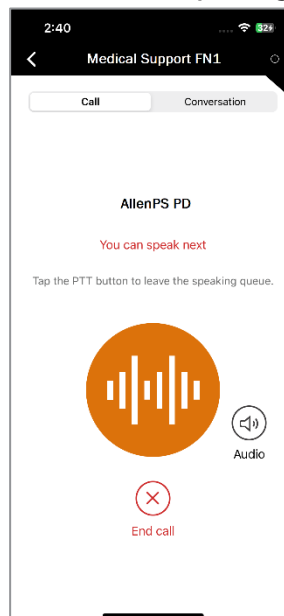 2:40
32
Medical Support FN1
Call
Conversation
AllenPS PD
You can speak next
Tap the PTT button to leave the speaking queue.
Audio
End call